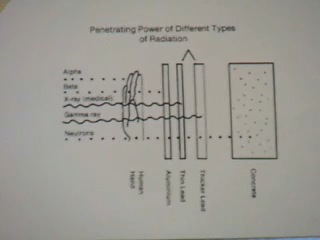 Penetrating Power of Different Types
of Radiation
Alpha
Beta
X-ray (medical)
Gamma ray
Neutrons
Human
Hand
Aluminium
Thin Lead
Thicker Lead
Concrete